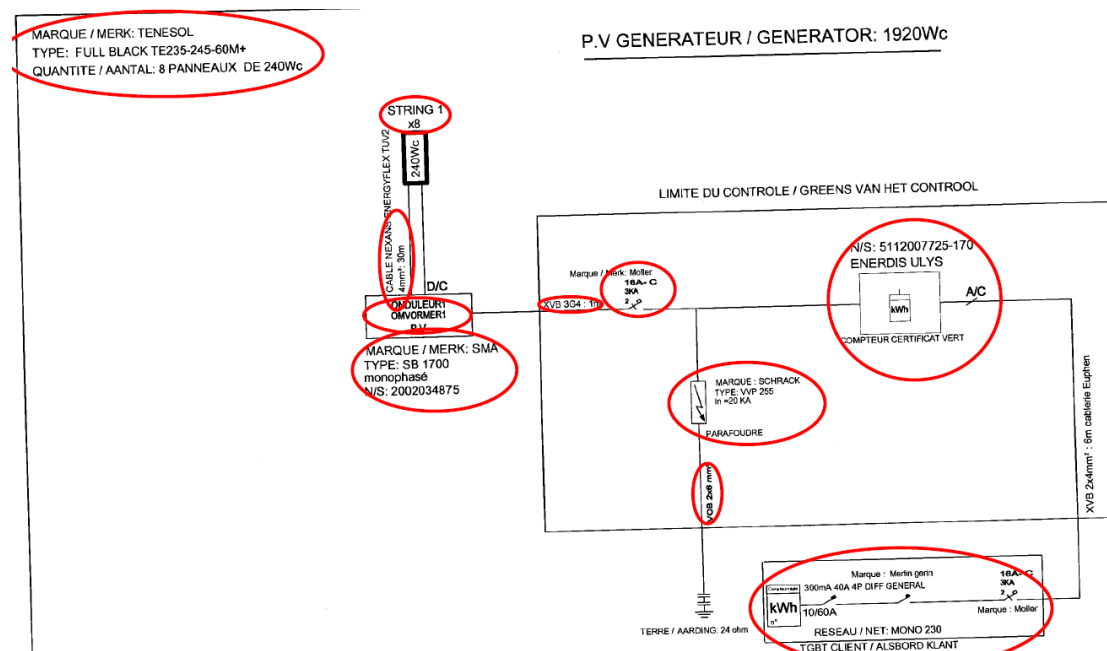 MARQUE / MERK: TENESOL
TYPE: FULL BLACK TE235-245-60M+
QUANTITE / AANTAL: 8 PANNEAUX DE 240Wc
P.V GENERATEUR / GENERATOR: 1920Wc
STRING 1
x8
240Wc
CABLE NEXANS ENERGYFLEX TUV2
4mm²: 30m
D/C
ONDULEUR1
OMVORMER1
P.V
MARQUE / MERK: SMA
TYPE: SB 1700
monophasé
N/S: 2002034875
LIMITE DU CONTROLE / GREENS VAN HET CONTROOL
Marque / Merk: Moller
16A- C
3KA
2
XVB 3G4 : 1m
N/S: 5112007725-170
ENERDIS ULYS
kWh
A/C
COMPTEUR CERTIFICAT VERT
MARQUE : SCHRACK
TYPE: VVP 255
In =20 KA
PARAFOUDRE
VOB 2x6 mm²
XVB 2x4mm² : 6m cablerie Euphen
TERRE / AARDING: 24 ohm
Marque : Merlin gerin
300mA 40A 4P DIFF GENERAL
16A- C
3KA
2
kWh
n°
10/60A
Marque : Moller
RESEAU / NET: MONO 230
TGBT CLIENT / ALSBORD KLANT